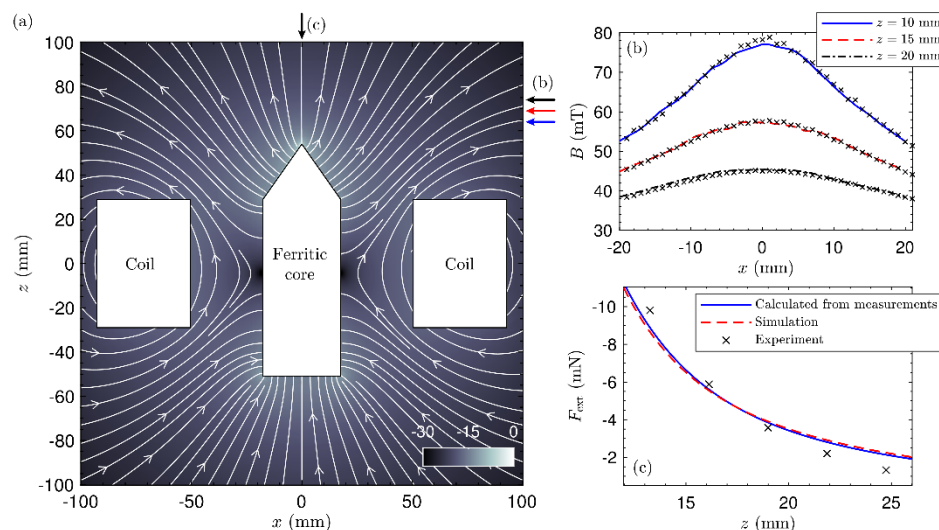 (a)
(c)
100
80
60
40
20
0
-20
-40
-60
-80
-100
z (mm)
Coil
Ferritic
core
Coil
-30 -15 0
-100 -50 0 50 100
x (mm)
(b)
(b)
z = 10 mm
z = 15 mm
z = 20 mm
80
70
60
50
40
30
B (mT)
-20 -10 0 10 20
x (mm)
-10
-8
-6
-4
-2
F_ext (mN)
Calculated from measurements
Simulation
Experiment
(c)
15 20 25
z (mm)